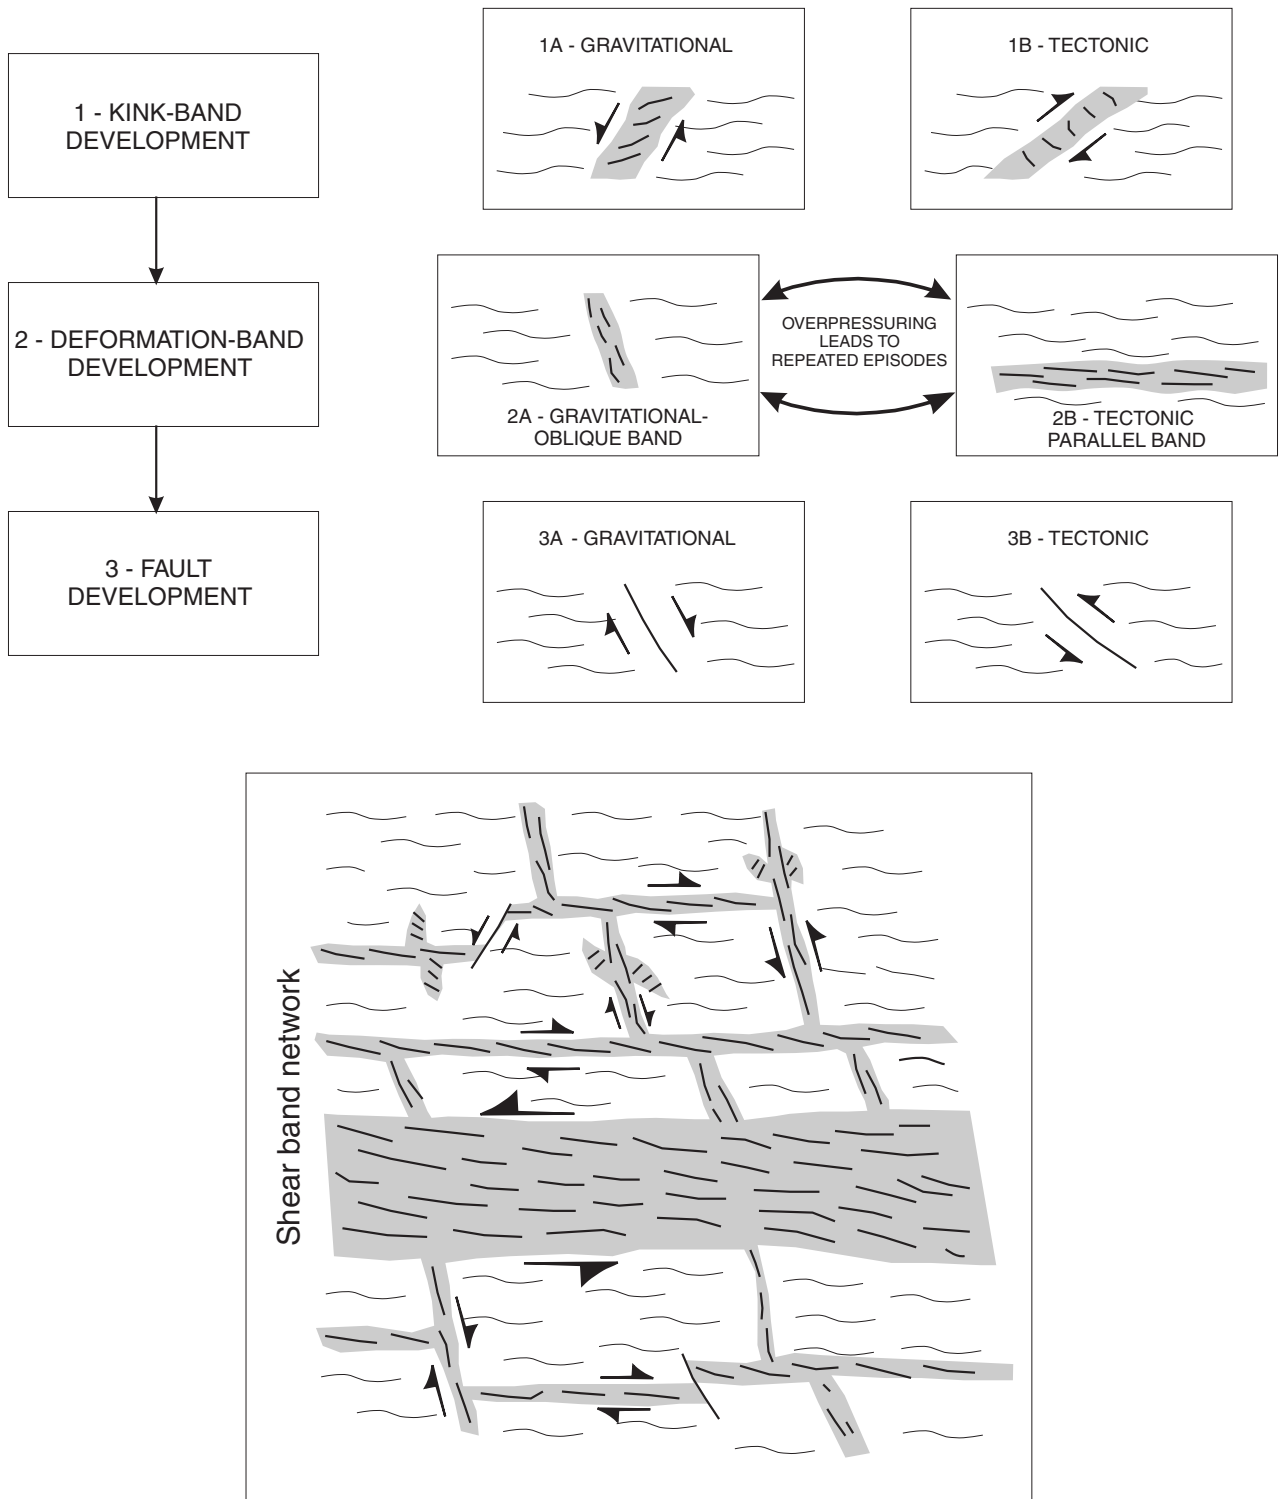 1 - KINK-BAND
DEVELOPMENT
1A - GRAVITATIONAL
1B - TECTONIC
2 - DEFORMATION-BAND
DEVELOPMENT
2A - GRAVITATIONAL-
OBLIQUE BAND
OVERPRESSURING
LEADS TO
REPEATED EPISODES
2B - TECTONIC
PARALLEL BAND
3 - FAULT
DEVELOPMENT
3A - GRAVITATIONAL
3B - TECTONIC
Shear band network